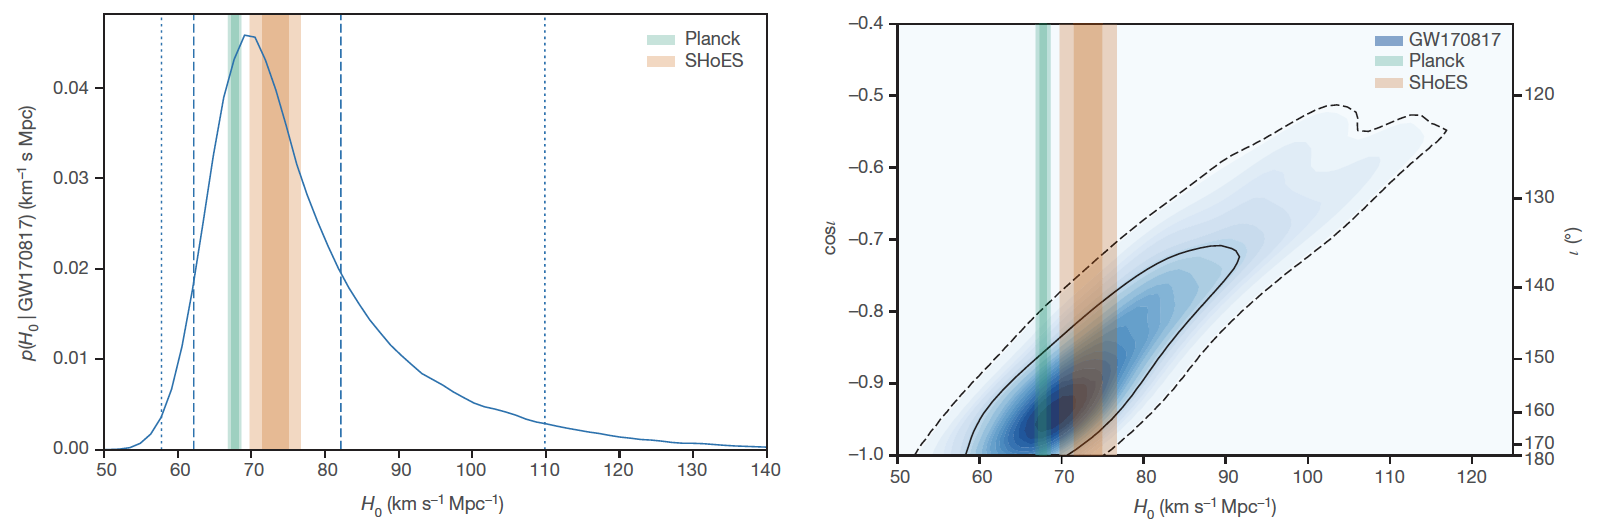 Planck
SHoES
0.04
0.03
0.02
0.01
0.00
p(H0 | GW170817) (km−1 s Mpc)
50 60 70 80 90 100 110 120 130 140
H0 (km s−1 Mpc−1)
GW170817
Planck
SHoES
−0.4
−0.5
−0.6
−0.7
−0.8
−0.9
−1.0
cosι
120
130
140
150
160
170
180
ι (°)
50 60 70 80 90 100 110 120
H0 (km s−1 Mpc−1)